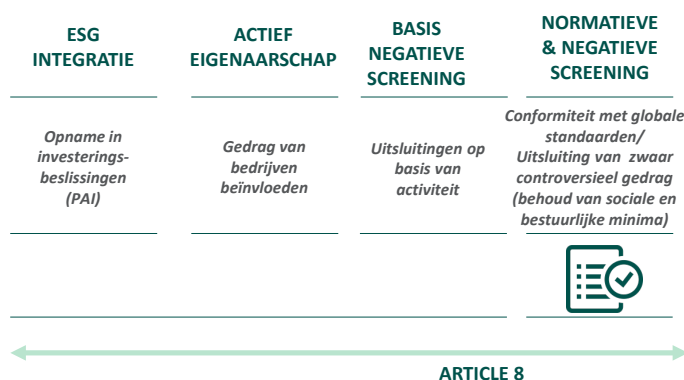 ESG
INTEGRATIE
ACTIEF
EIGENAARSCHAP
BASIS
NEGATIEVE
SCREENING
NORMATIEVE
& NEGATIEVE
SCREENING
Opname in
investerings-
beslissingen
(PAI)
Gedrag van
bedrijven
beïnvloeden
Uitsluitingen op
basis van
activiteit
Conformiteit met globale
standaarden/
Uitsluiting van zwaar
controversieel gedrag
(behoud van sociale en
bestuurlijke minima)
ARTICLE 8